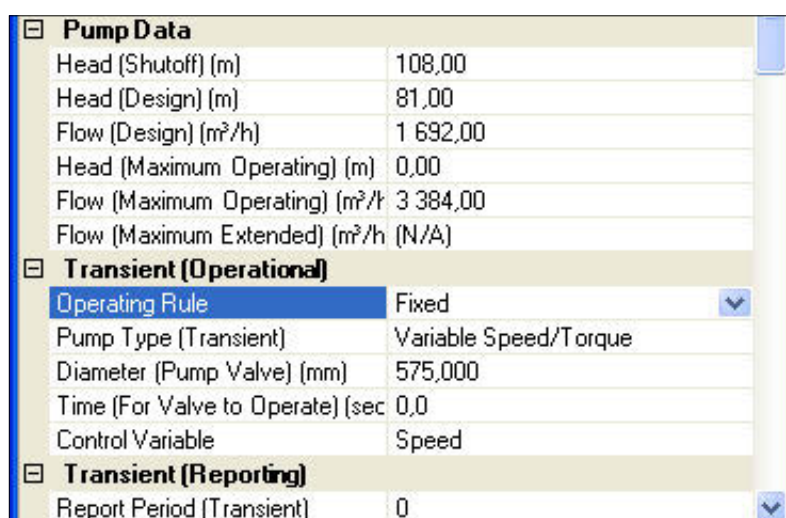 Pump Data
Head (Shutoff) (m) 108,00
Head (Design) (m) 81,00
Flow (Design) (m³/h) 1 692,00
Head (Maximum Operating) (m) 0,00
Flow (Maximum Operating) (m³/h 3 384,00
Flow (Maximum Extended) (m³/h (N/A)
Transient (Operational)
Operating Rule Fixed
Pump Type (Transient) Variable Speed/Torque
Diameter (Pump Valve) (mm) 575,000
Time (For Valve to Operate) (sec 0,0
Control Variable Speed
Transient (Reporting)
Report Period (Transient) 0